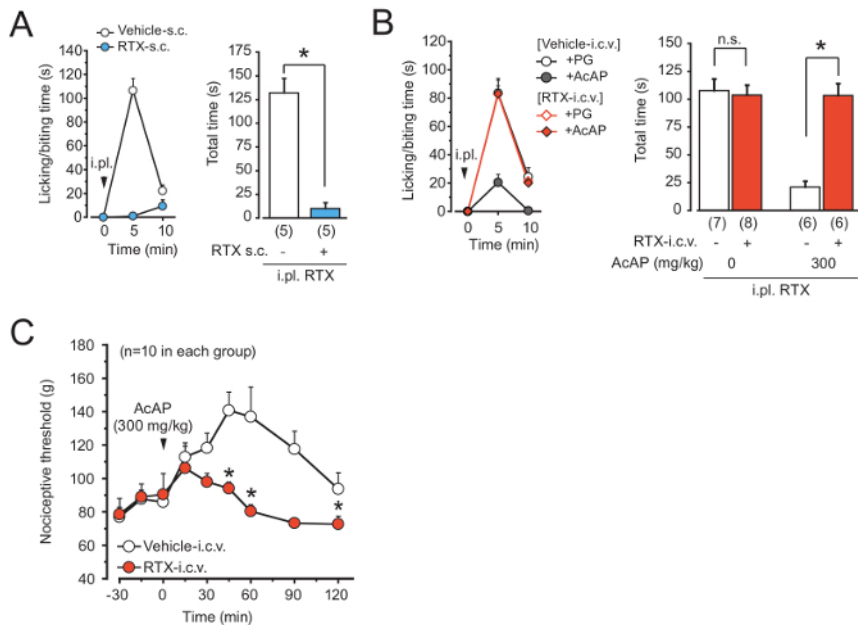 A
Vehicle-s.c.
RTX-s.c.
Licking/biting time (s)
140
120
100
80
60
40
20
0
i.pl.
0 5 10
Time (min)
Total time (s)
175
150
125
100
75
50
25
0
*
(5) (5)
RTX s.c. - +
i.pl. RTX
B
[Vehicle-i.c.v.]
+PG
+AcAP
[RTX-i.c.v.]
+PG
+AcAP
Licking/biting time (s)
120
100
80
60
40
20
0
i.pl.
0 5 10
Time (min)
Total time (s)
175
150
125
100
75
50
25
0
n.s.
*
(7) (8) (6) (6)
RTX-i.c.v. - + - +
AcAP (mg/kg) 0 300
i.pl. RTX
C
(n=10 in each group)
Nociceptive threshold (g)
180
160
140
120
100
80
60
40
AcAP
(300 mg/kg)
*
*
*
Vehicle-i.c.v.
RTX-i.c.v.
-30 0 30 60 90 120
Time (min)